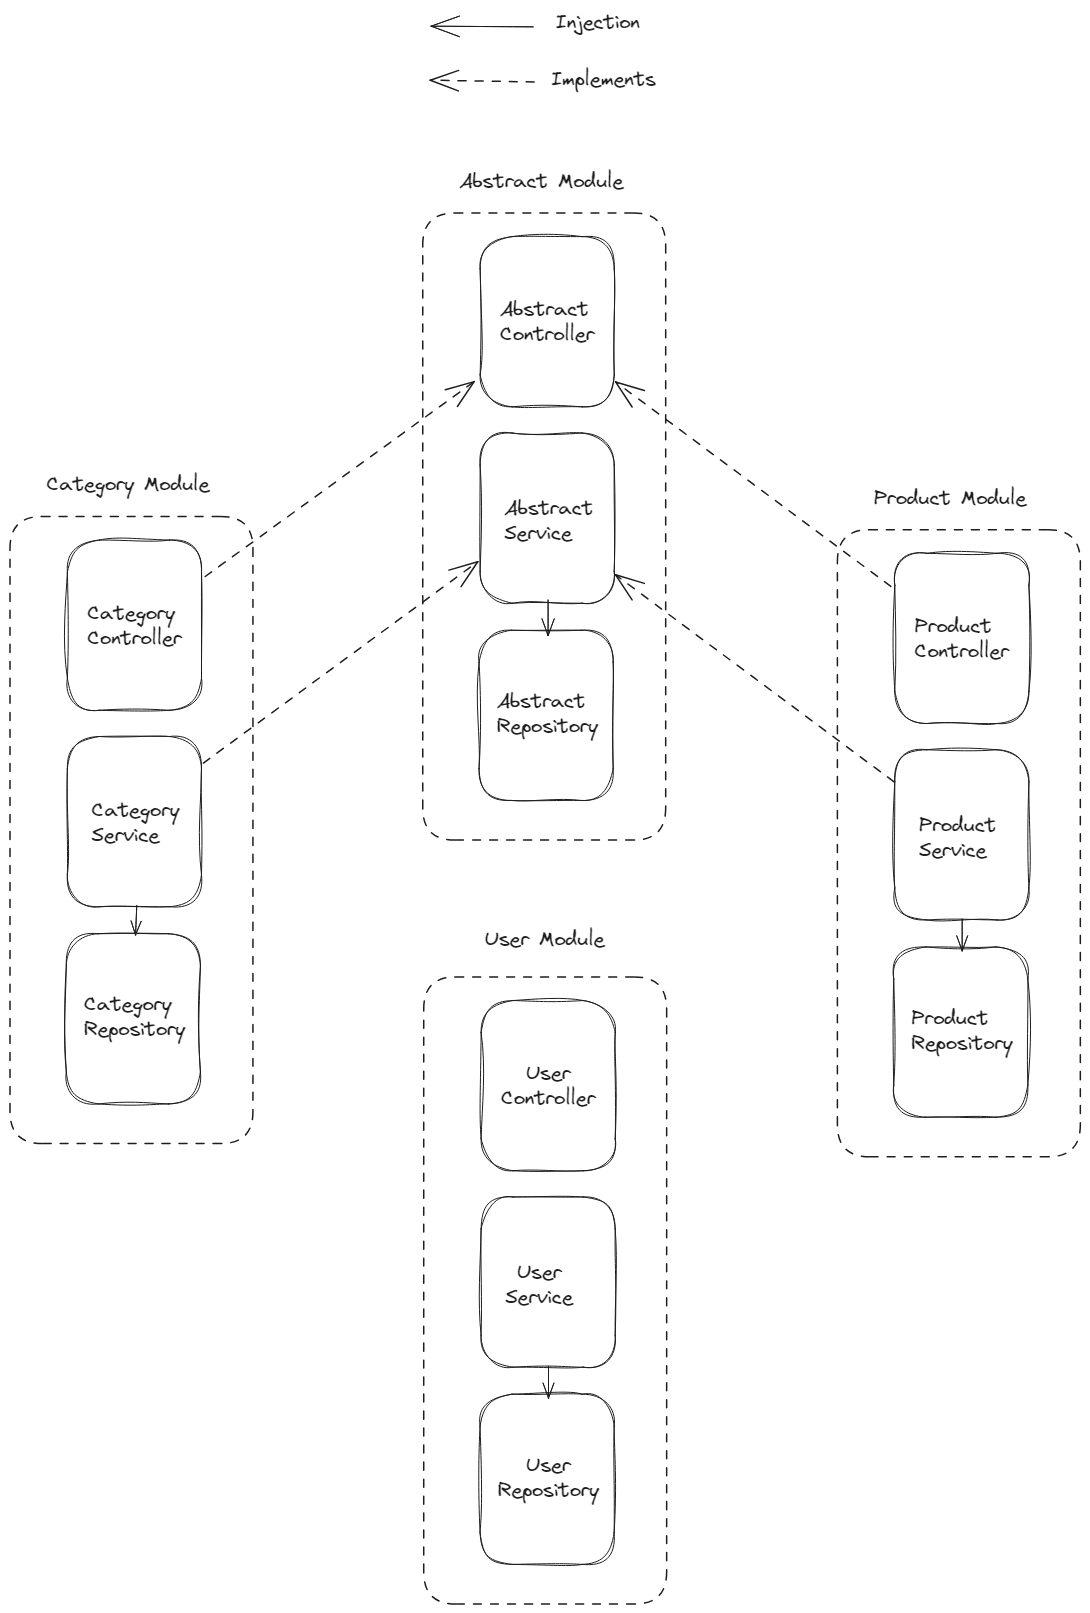 Injection
Implements
Abstract Module
Abstract
Controller
Abstract
Service
Abstract
Repository
Category Module
Category
Controller
Category
Service
Category
Repository
Product Module
Product
Controller
Product
Service
Product
Repository
User Module
User
Controller
User
Service
User
Repository